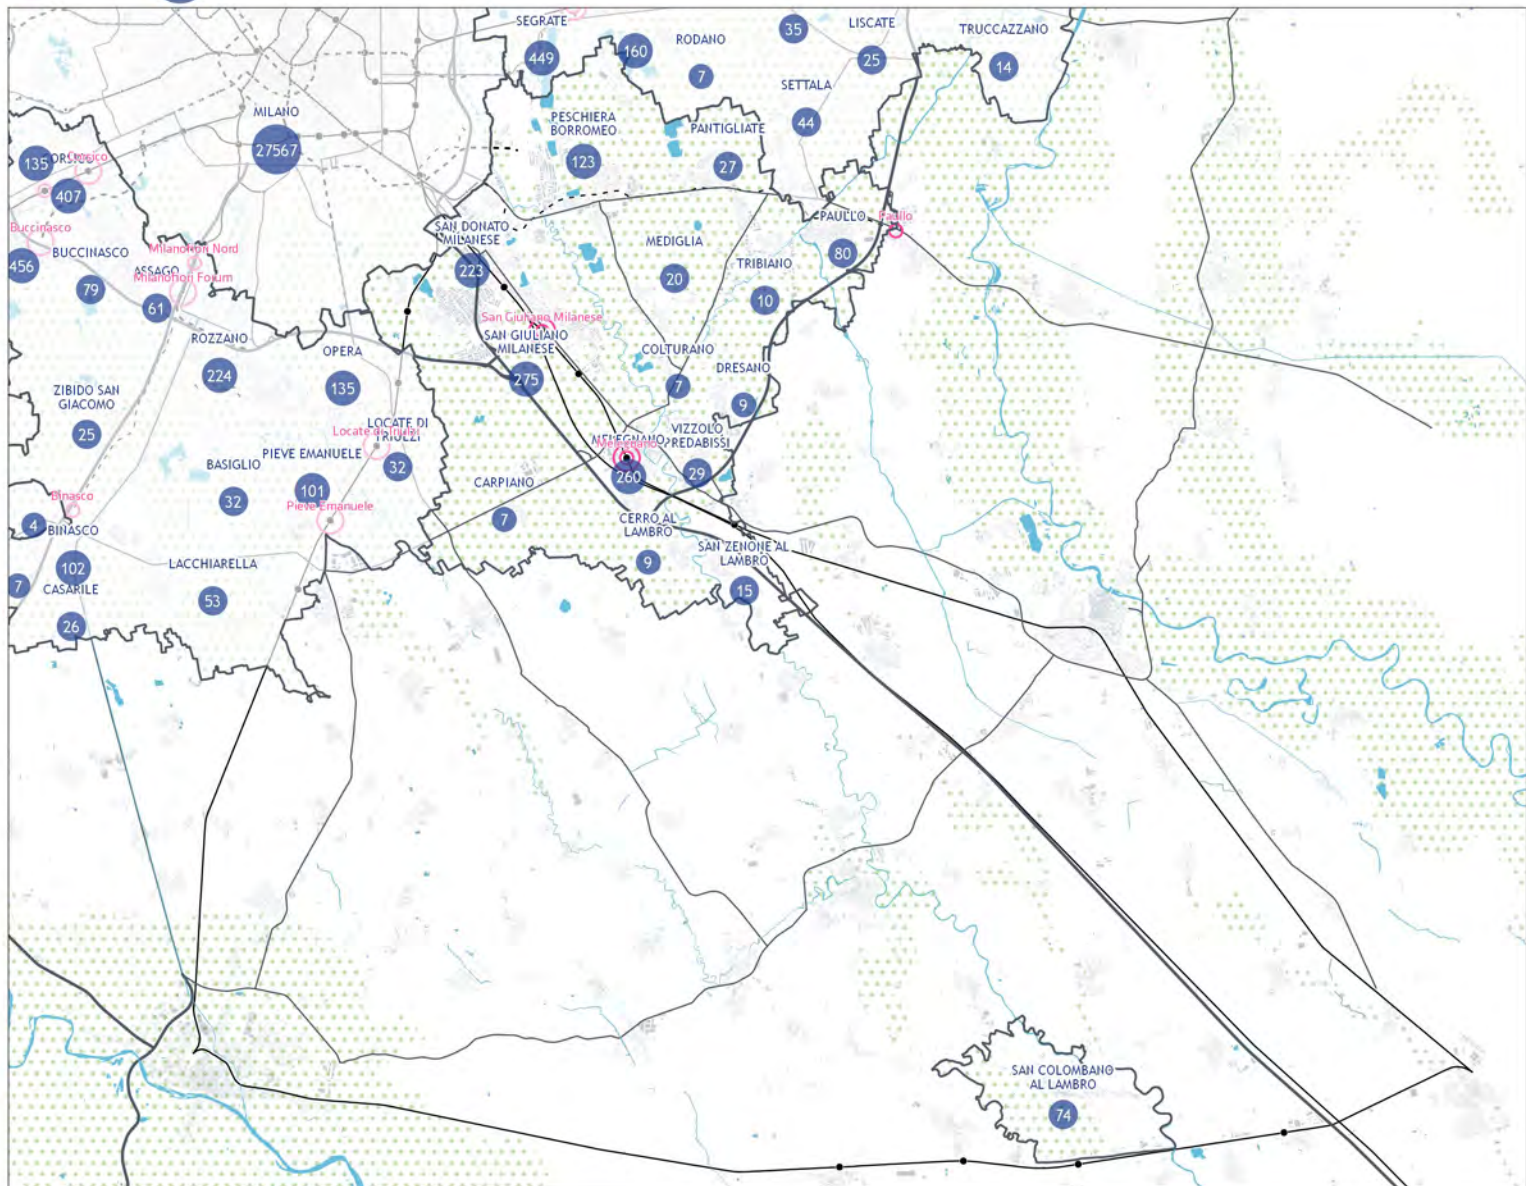 SEGRATE
449
160
RODANO
7
35
LISCATE
25
TRUCCAZZANO
14
SETTALA
44
MILANO
27567
PESCHIERA
BORROMEO
123
PANTIGLIATE
27
135
Corsico
407
Buccinasco
456
BUCCINASCO
79
Milanofiori Nord
ASSAGO
Milanofiori Forum
61
SAN DONATO
MILANESE
223
MEDIGLIA
20
TRIBIANO
10
PAULLO
Paullo
80
ROZZANO
224
OPERA
135
San Giuliano Milanese
SAN GIULIANO
MILANESE
275
COLTURANO
7
DRESANO
9
ZIBIDO SAN
GIACOMO
25
LOCATE DI
TRIULZI
Locate di Triulzi
32
PIEVE EMANUELE
101
Pieve Emanuele
BASIGLIO
32
MELEGNANO
Melegnano
260
VIZZOLO
PREDABISSI
29
CARPIANO
7
CERRO AL
LAMBRO
9
SAN ZENONE AL
LAMBRO
15
Binasco
4
BINASCO
102
7
CASARILE
26
LACCHIARELLA
53
SAN COLOMBANO
AL LAMBRO
74